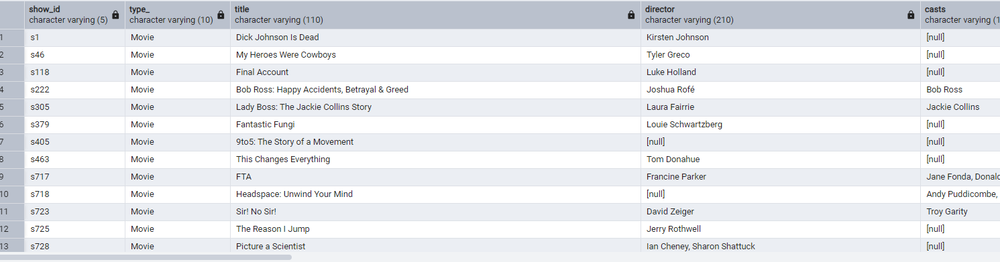 show_id type_ title director casts
character varying (5) character varying (10) character varying (110) character varying (210) character varying (1
1 s1 Movie Dick Johnson Is Dead Kirsten Johnson [null]
2 s46 Movie My Heroes Were Cowboys Tyler Greco [null]
3 s118 Movie Final Account Luke Holland [null]
4 s222 Movie Bob Ross: Happy Accidents, Betrayal & Greed Joshua Rofé Bob Ross
5 s305 Movie Lady Boss: The Jackie Collins Story Laura Fairrie Jackie Collins
6 s379 Movie Fantastic Fungi Louie Schwartzberg [null]
7 s405 Movie 9to5: The Story of a Movement [null] [null]
8 s463 Movie This Changes Everything Tom Donahue [null]
9 s717 Movie FTA Francine Parker Jane Fonda, Donald
10 s718 Movie Headspace: Unwind Your Mind [null] Andy Puddicombe,
11 s723 Movie Sir! No Sir! David Zeiger Troy Garity
12 s725 Movie The Reason I Jump Jerry Rothwell [null]
13 s728 Movie Picture a Scientist Ian Cheney, Sharon Shattuck [null]